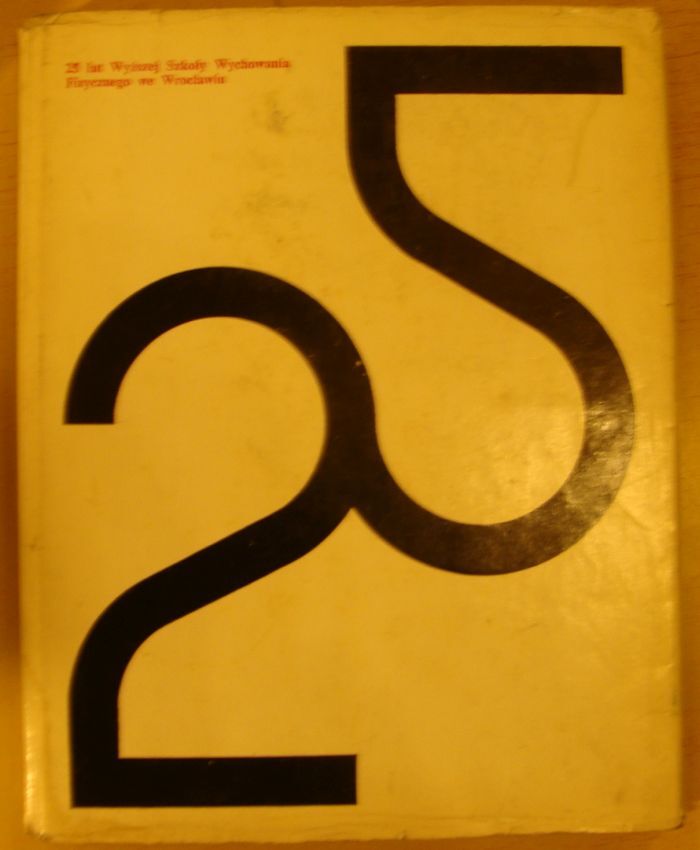 25 lat Wyższej Szkoły Wychowania
Fizycznego we Wrocławiu
25